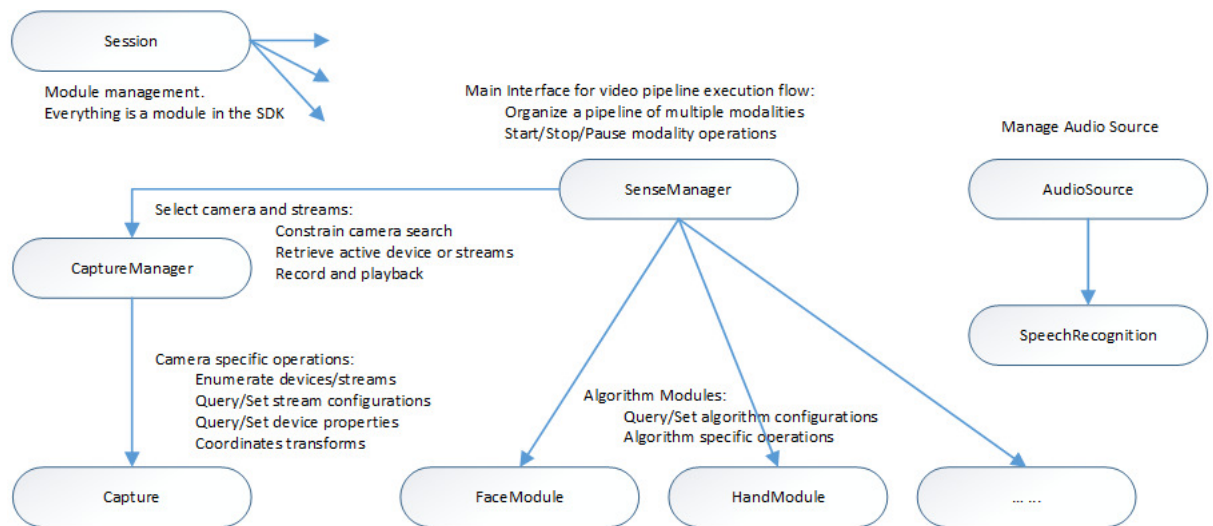 Session
Module management.
Everything is a module in the SDK
Main Interface for video pipeline execution flow:
Organize a pipeline of multiple modalities
Start/Stop/Pause modality operations
Manage Audio Source
SenseManager
AudioSource
Select camera and streams:
Constrain camera search
Retrieve active device or streams
Record and playback
CaptureManager
SpeechRecognition
Camera specific operations:
Enumerate devices/streams
Query/Set stream configurations
Query/Set device properties
Coordinates transforms
Algorithm Modules:
Query/Set algorithm configurations
Algorithm specific operations
Capture
FaceModule
HandModule
... ...